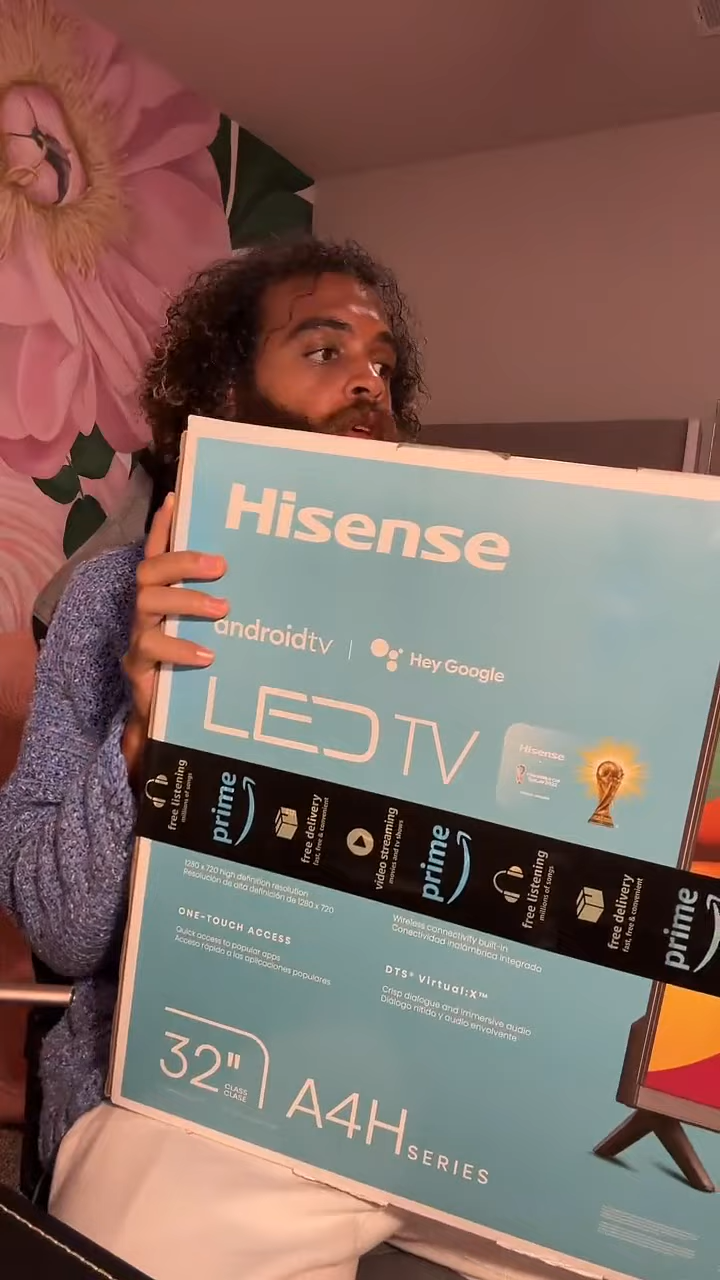 Hisense
androidtv | Hey Google
LED TV
Hisense
free listening
millions of songs
prime
free delivery
fast, free & convenient
video streaming
movies and tv shows
prime
free listening
millions of songs
free delivery
fast, free & convenient
prime
1280 x 720 high definition resolution
Resolución de alta definición de 1280 x 720
ONE-TOUCH ACCESS
Quick access to popular apps
Acceso rápido a las aplicaciones populares
Wireless connectivity built-in
Conectividad inalámbrica integrada
DTS® Virtual:X™
Crisp dialogue and immersive audio
Diálogo nítido y audio envolvente
32"
CLASS
CLASE
A4H SERIES